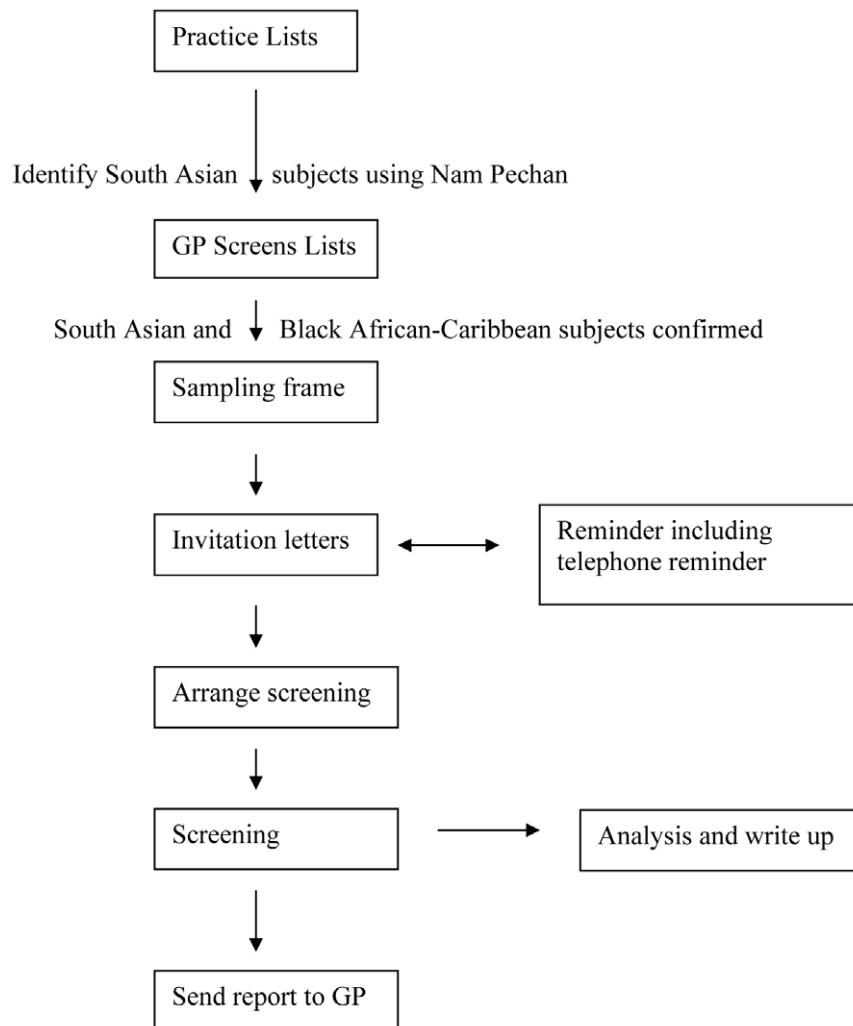 Practice Lists
Identify South Asian subjects using Nam Pechan
GP Screens Lists
South Asian and Black African-Caribbean subjects confirmed
Sampling frame
Invitation letters
Reminder including
telephone reminder
Arrange screening
Screening
Analysis and write up
Send report to GP